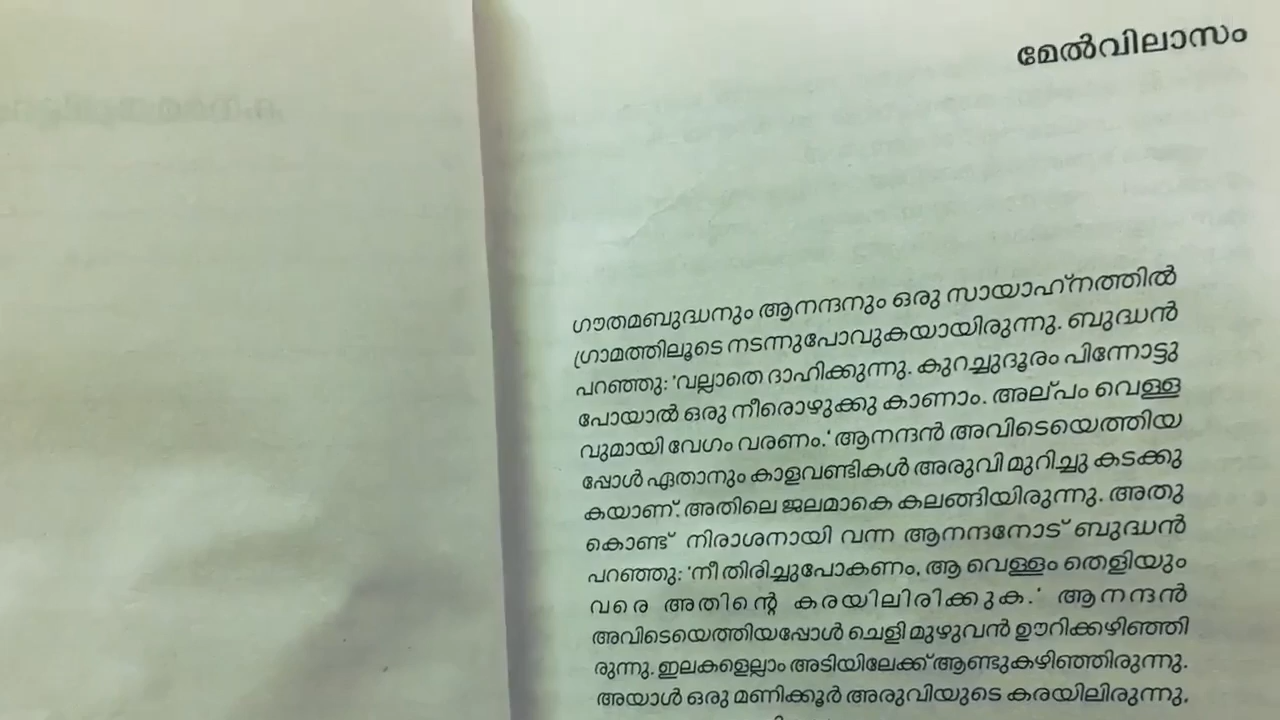 മേൽവിലാസം
ഗൗതമബുദ്ധനും ആനന്ദനും ഒരു സായാഹ്നത്തിൽ
ഗ്രാമത്തിലൂടെ നടന്നുപോവുകയായിരുന്നു. ബുദ്ധൻ
പറഞ്ഞു: 'വല്ലാതെ ദാഹിക്കുന്നു. കുറച്ചുദൂരം പിന്നോട്ടു
പോയാൽ ഒരു നീരൊഴുക്കു കാണാം. അല്പം വെള്ള
വുമായി വേഗം വരണം.' ആനന്ദൻ അവിടെയെത്തിയ
പ്പോൾ ഏതാനും കാളവണ്ടികൾ അരുവി മുറിച്ചു കടക്കു
കയാണ്. അതിലെ ജലമാകെ കലങ്ങിയിരുന്നു. അതു
കൊണ്ട് നിരാശനായി വന്ന ആനന്ദനോട് ബുദ്ധൻ
പറഞ്ഞു: 'നീ തിരിച്ചുപോകണം, ആ വെള്ളം തെളിയും
വരെ അതിന്റെ കരയിലിരിക്കുക.' ആനന്ദൻ
അവിടെയെത്തിയപ്പോൾ ചെളി മുഴുവൻ ഊറിക്കഴിഞ്ഞി
രുന്നു. ഇലകളെല്ലാം അടിയിലേക്ക് ആണ്ടുകഴിഞ്ഞിരുന്നു.
അയാൾ ഒരു മണിക്കൂർ അരുവിയുടെ കരയിലിരുന്നു,